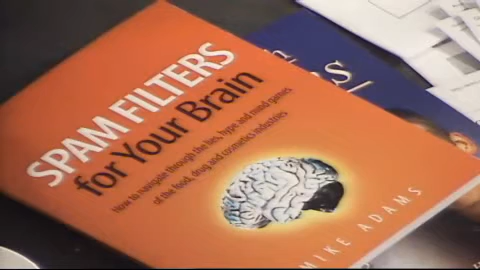 SPAM FILTERS
for Your Brain
How to navigate through the lies, hype and mind games
of the food, drug and cosmetics industries
MIKE ADAMS